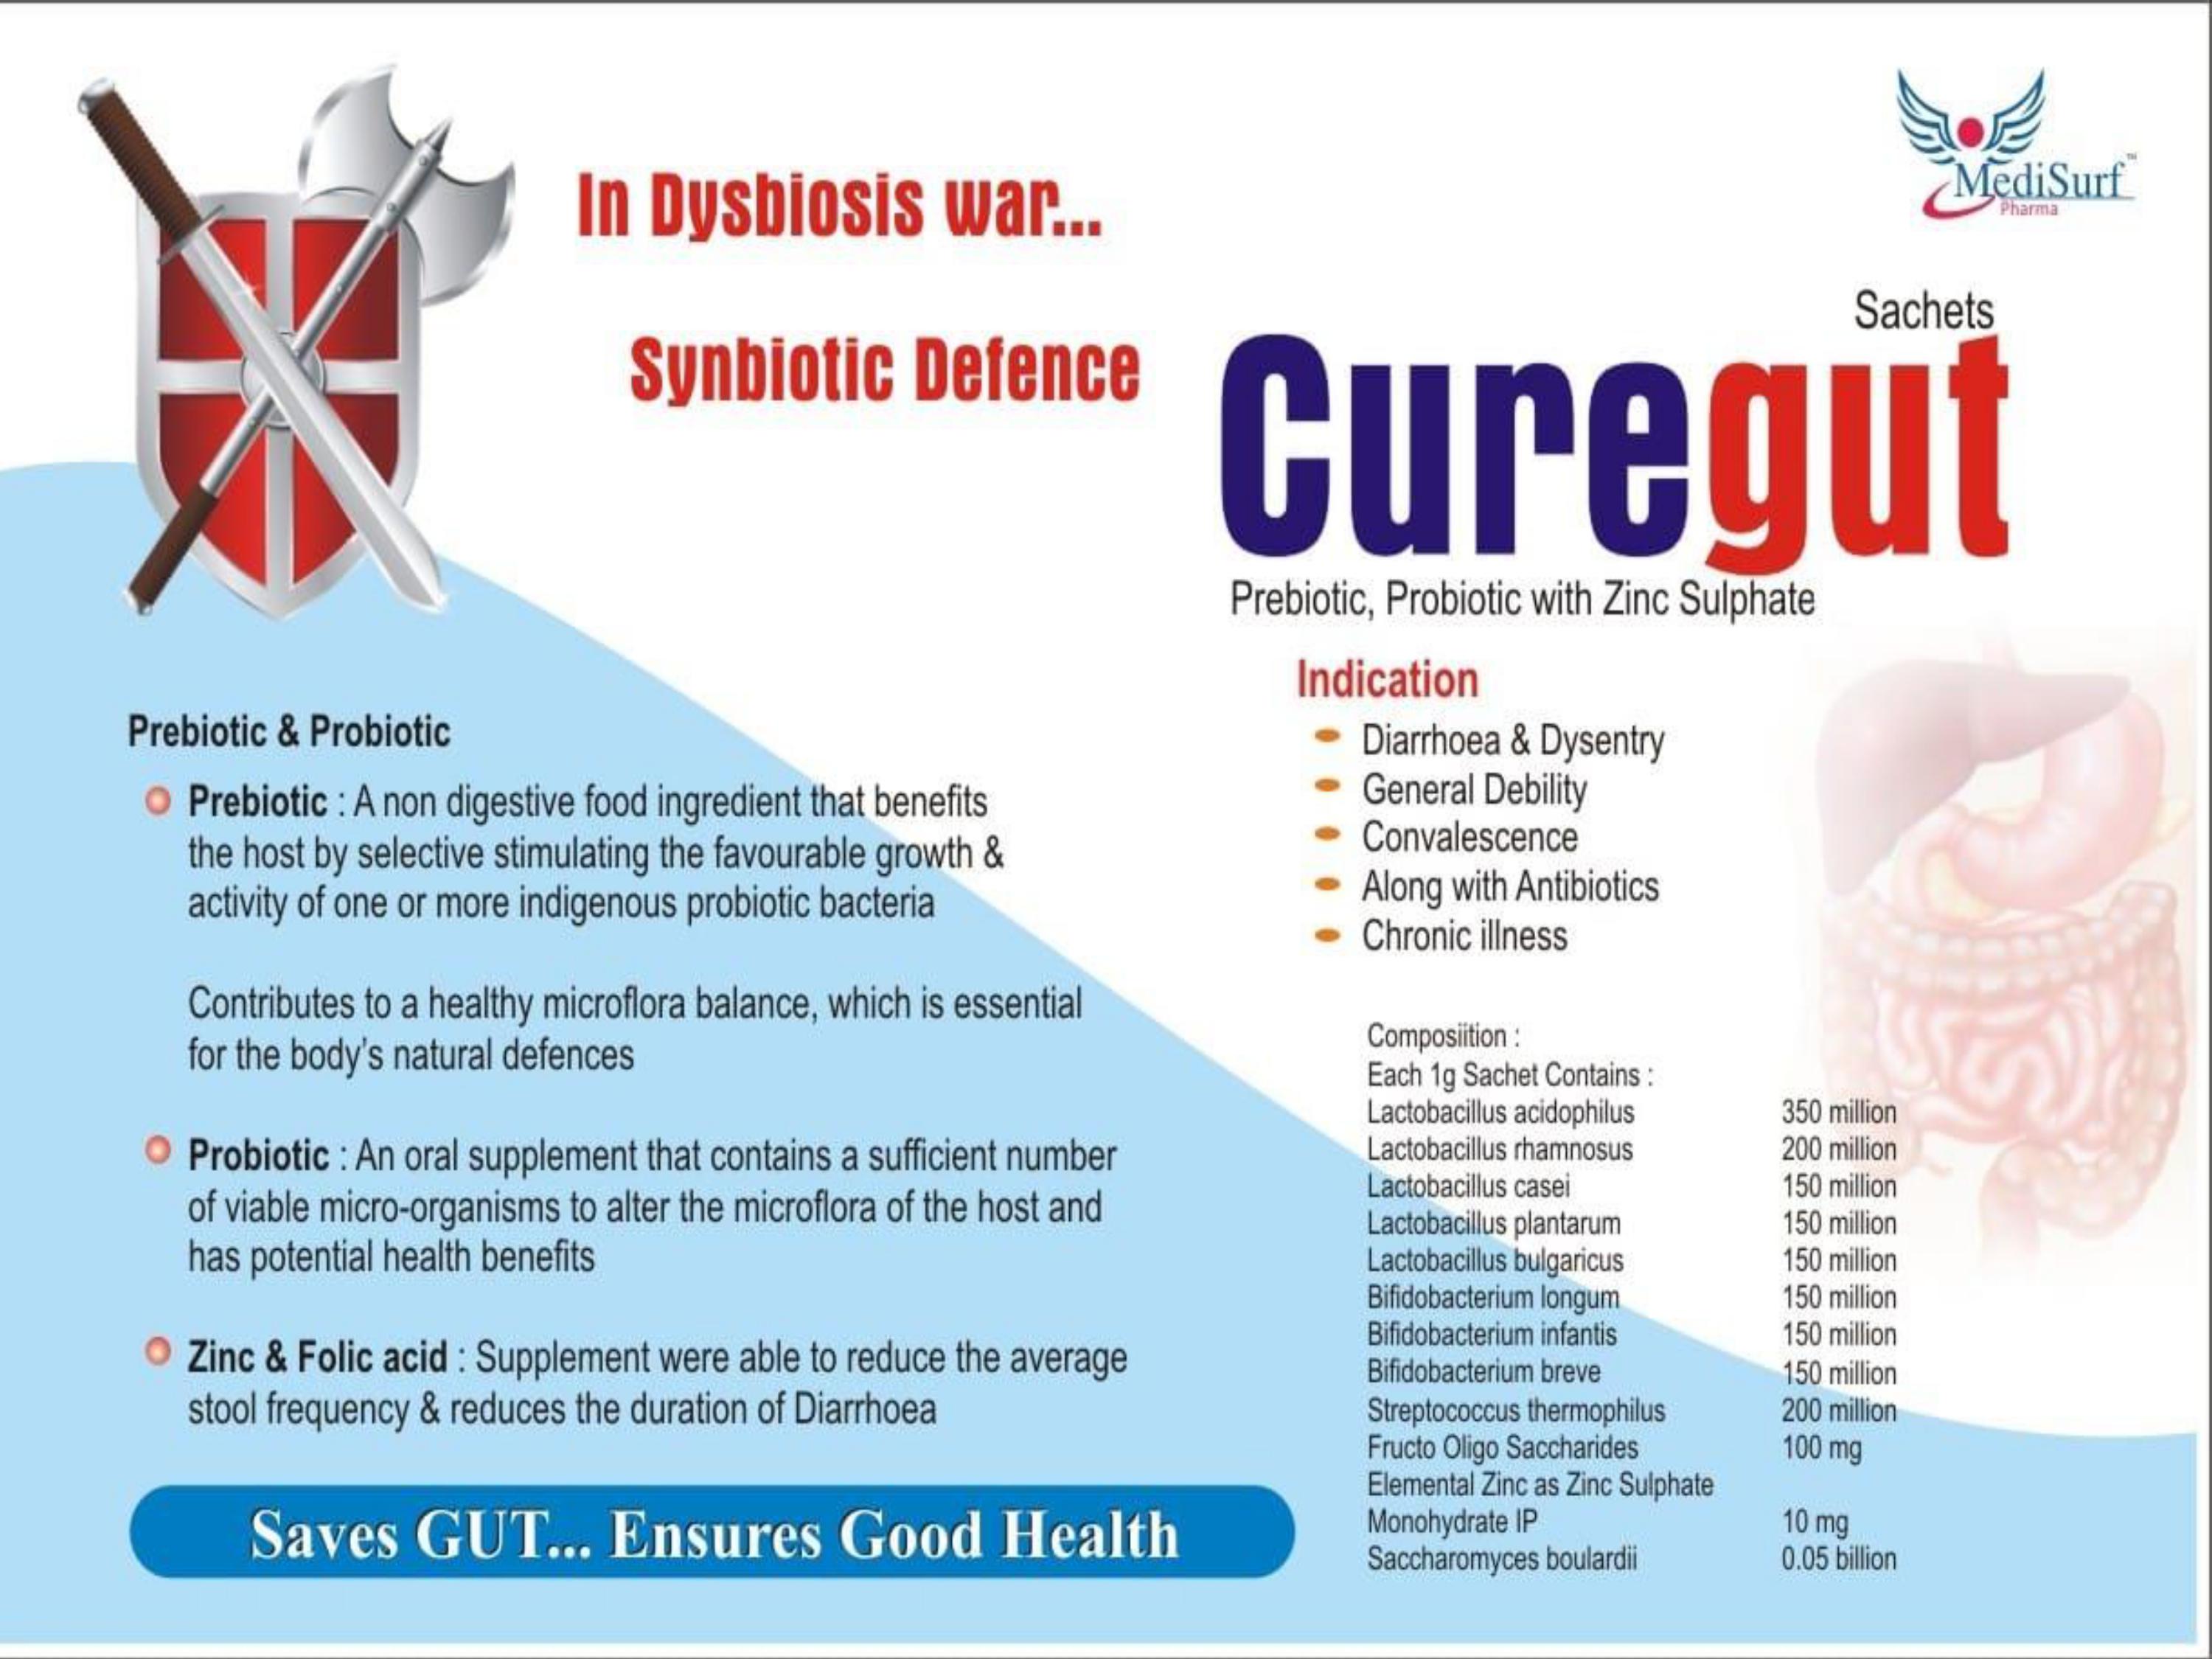 In Dysbiosis war...
Synbiotic Defence
MediSurf™
Pharma
Sachets
Curegut
Prebiotic, Probiotic with Zinc Sulphate
Prebiotic & Probiotic
Prebiotic : A non digestive food ingredient that benefits
the host by selective stimulating the favourable growth &
activity of one or more indigenous probiotic bacteria
Contributes to a healthy microflora balance, which is essential
for the body's natural defences
Probiotic : An oral supplement that contains a sufficient number
of viable micro-organisms to alter the microflora of the host and
has potential health benefits
Zinc & Folic acid : Supplement were able to reduce the average
stool frequency & reduces the duration of Diarrhoea
Saves GUT... Ensures Good Health
Indication
Diarrhoea & Dysentry
General Debility
Convalescence
Along with Antibiotics
Chronic illness
Composiition :
Each 1g Sachet Contains :
Lactobacillus acidophilus 350 million
Lactobacillus rhamnosus 200 million
Lactobacillus casei 150 million
Lactobacillus plantarum 150 million
Lactobacillus bulgaricus 150 million
Bifidobacterium longum 150 million
Bifidobacterium infantis 150 million
Bifidobacterium breve 150 million
Streptococcus thermophilus 200 million
Fructo Oligo Saccharides 100 mg
Elemental Zinc as Zinc Sulphate
Monohydrate IP 10 mg
Saccharomyces boulardii 0.05 billion